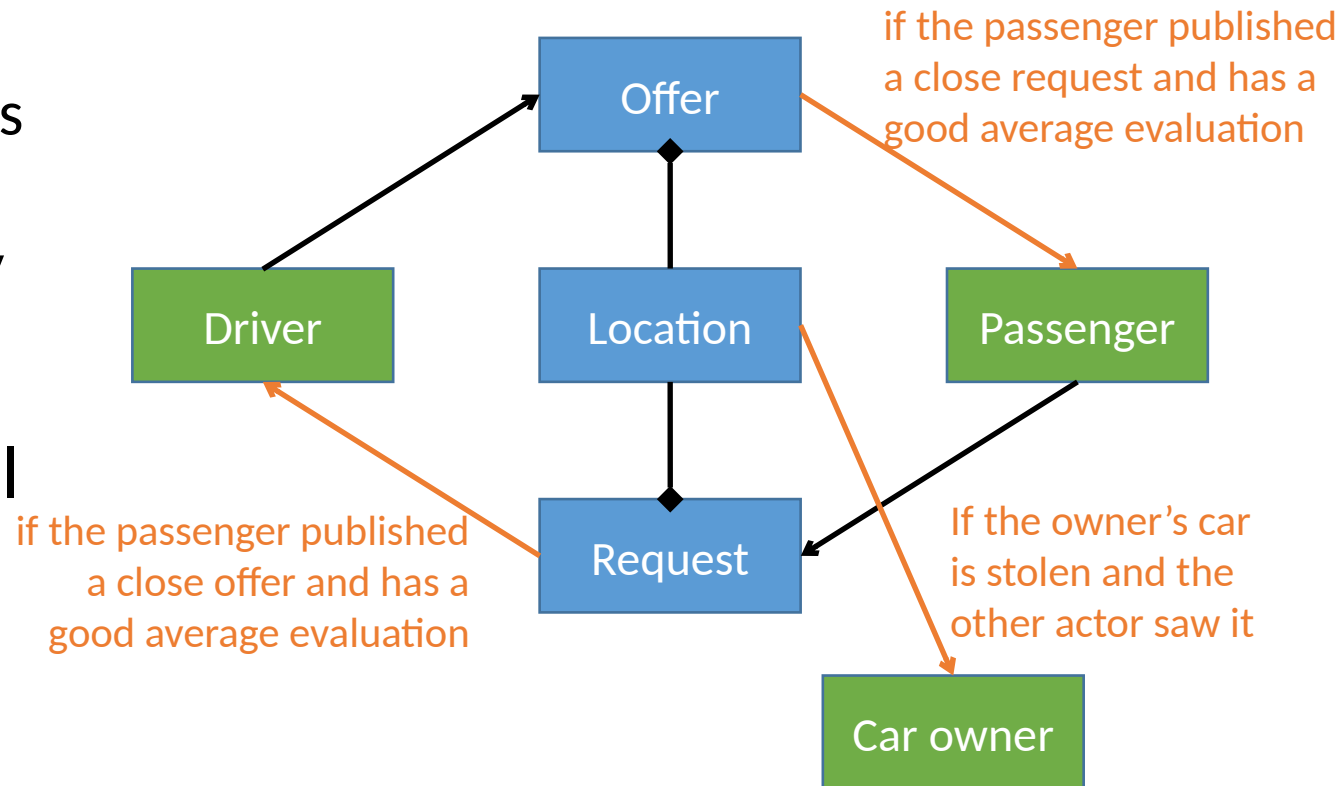 if the passenger published
a close request and has a
good average evaluation
Offer
s
Driver
Location
Passenger
if the passenger published
a close offer and has a
good average evaluation
Request
If the owner’s car
is stolen and the
other actor saw it
Car owner